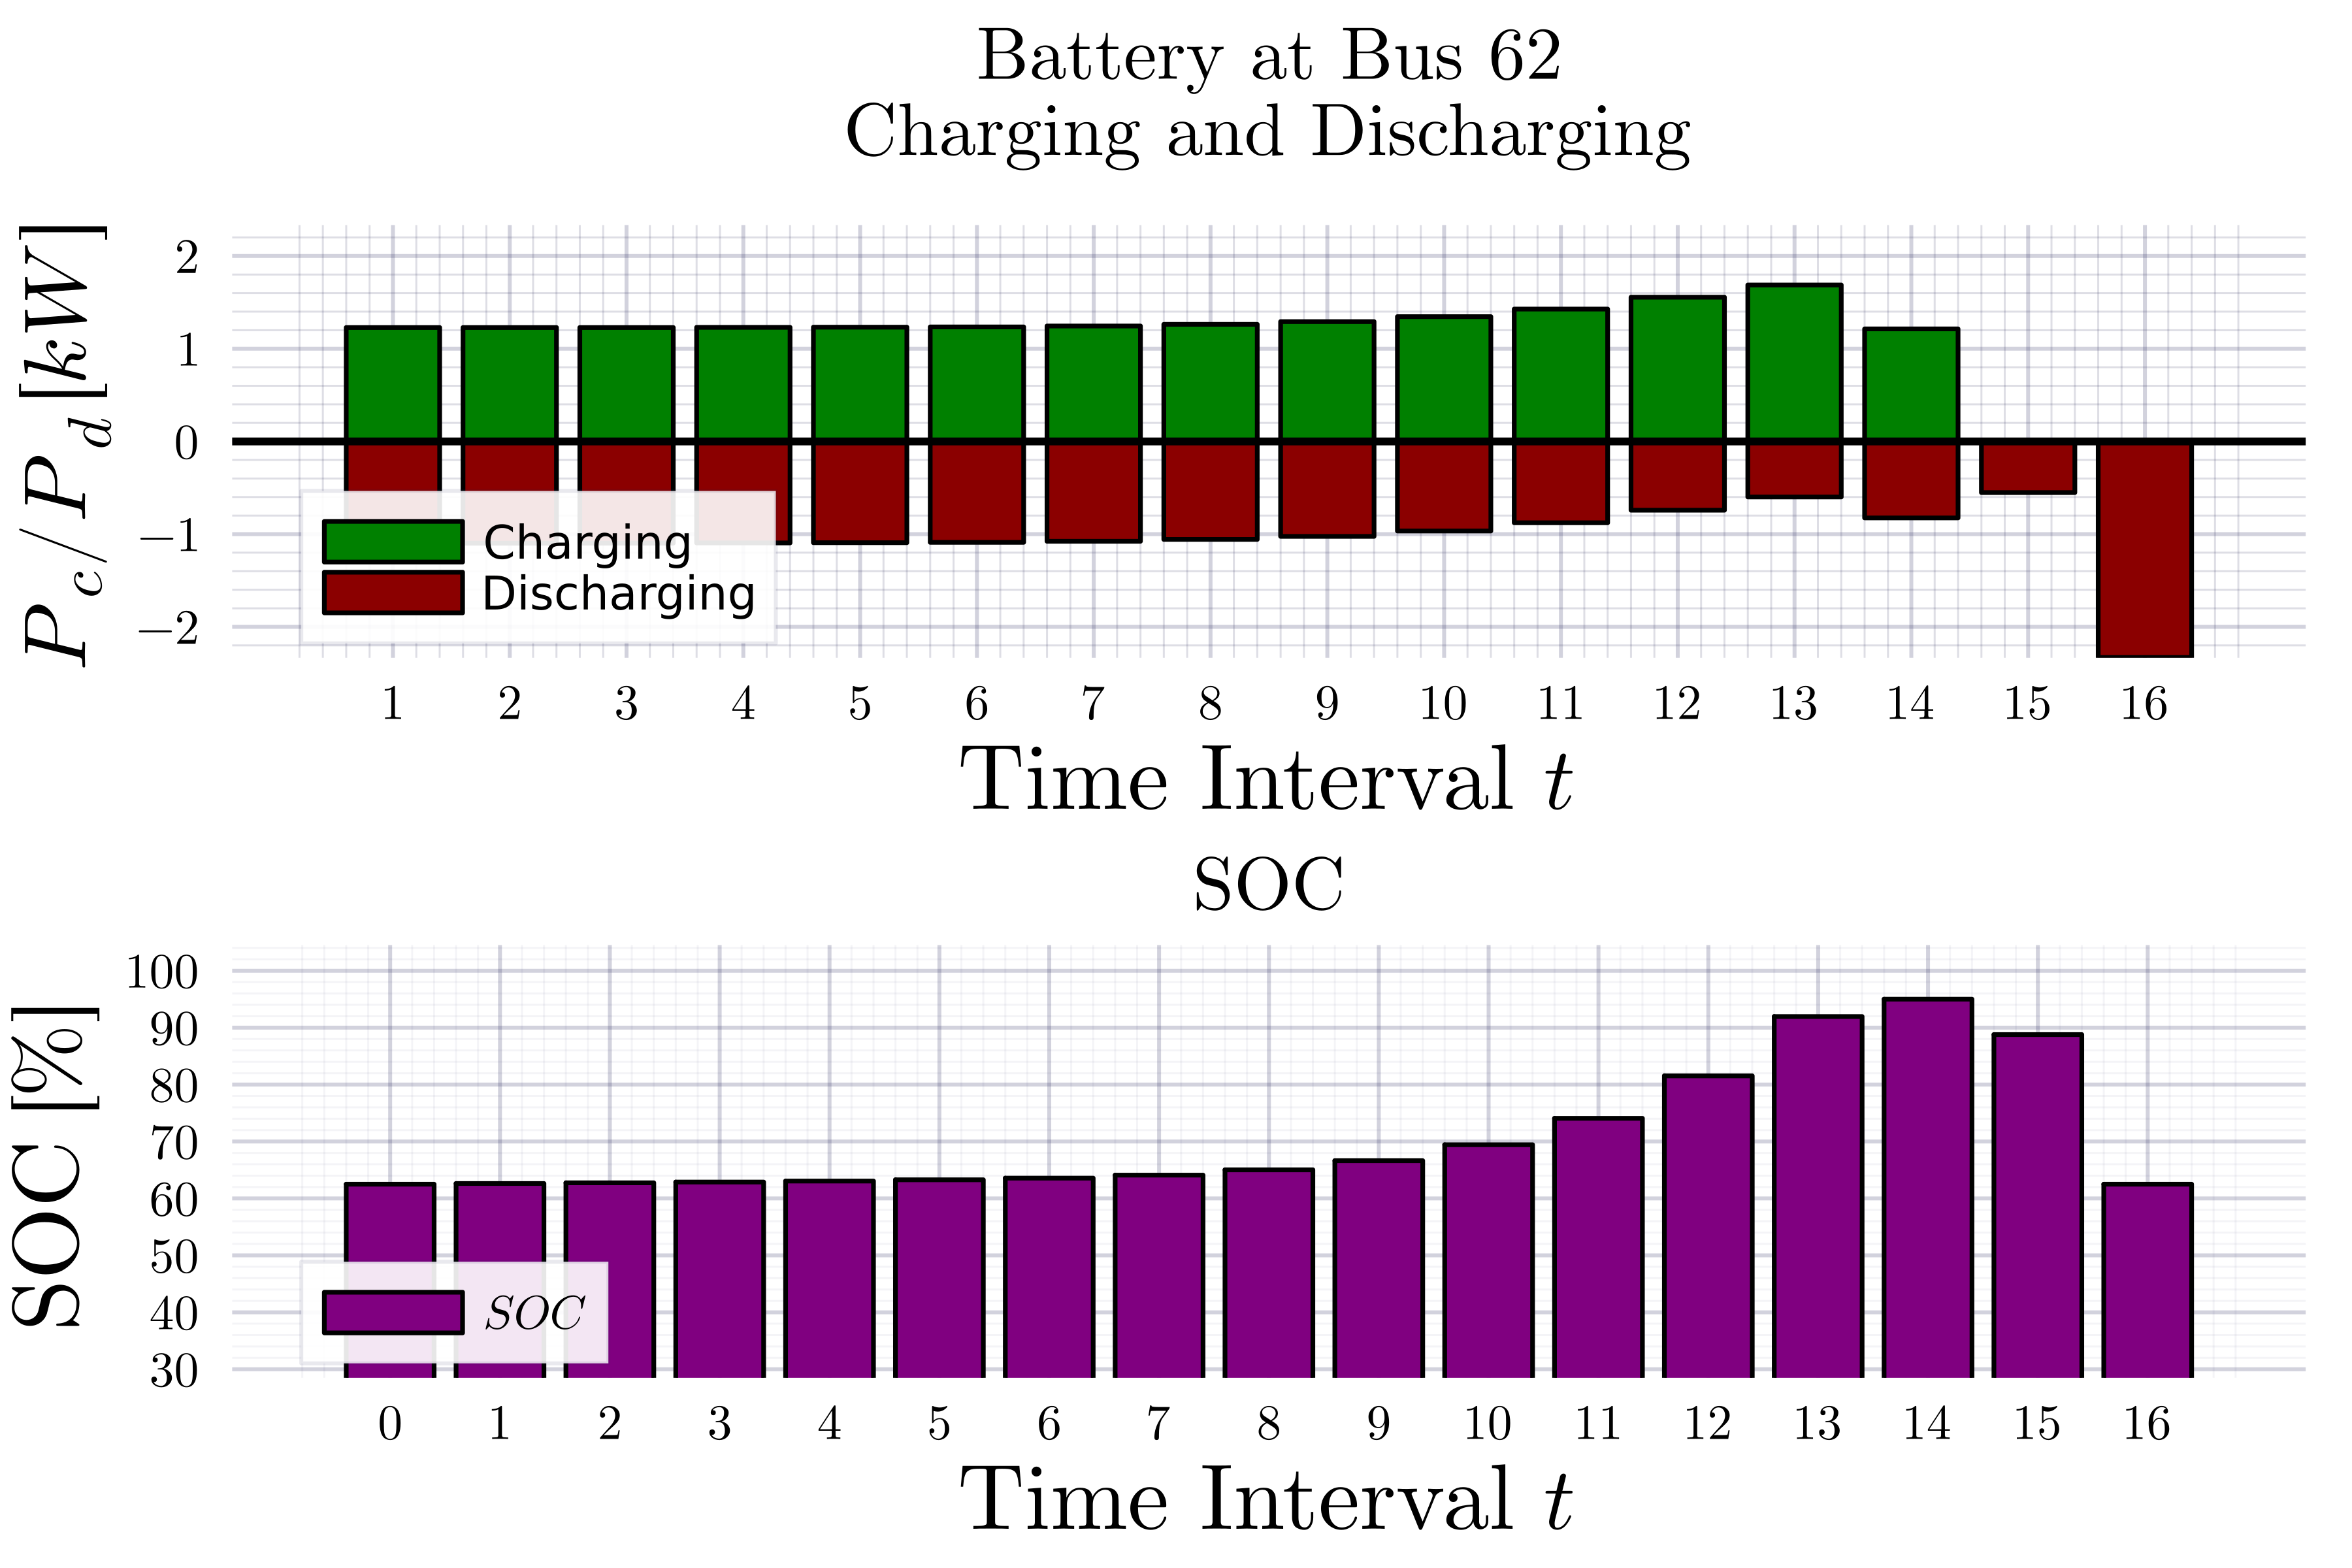 Battery at Bus 62
Charging and Discharging
P_c/P_d [kW]
2
1
0
−1
−2
Charging
Discharging
1 2 3 4 5 6 7 8 9 10 11 12 13 14 15 16
Time Interval t
SOC
SOC [%]
100
90
80
70
60
50
40
30
SOC
0 1 2 3 4 5 6 7 8 9 10 11 12 13 14 15 16
Time Interval t